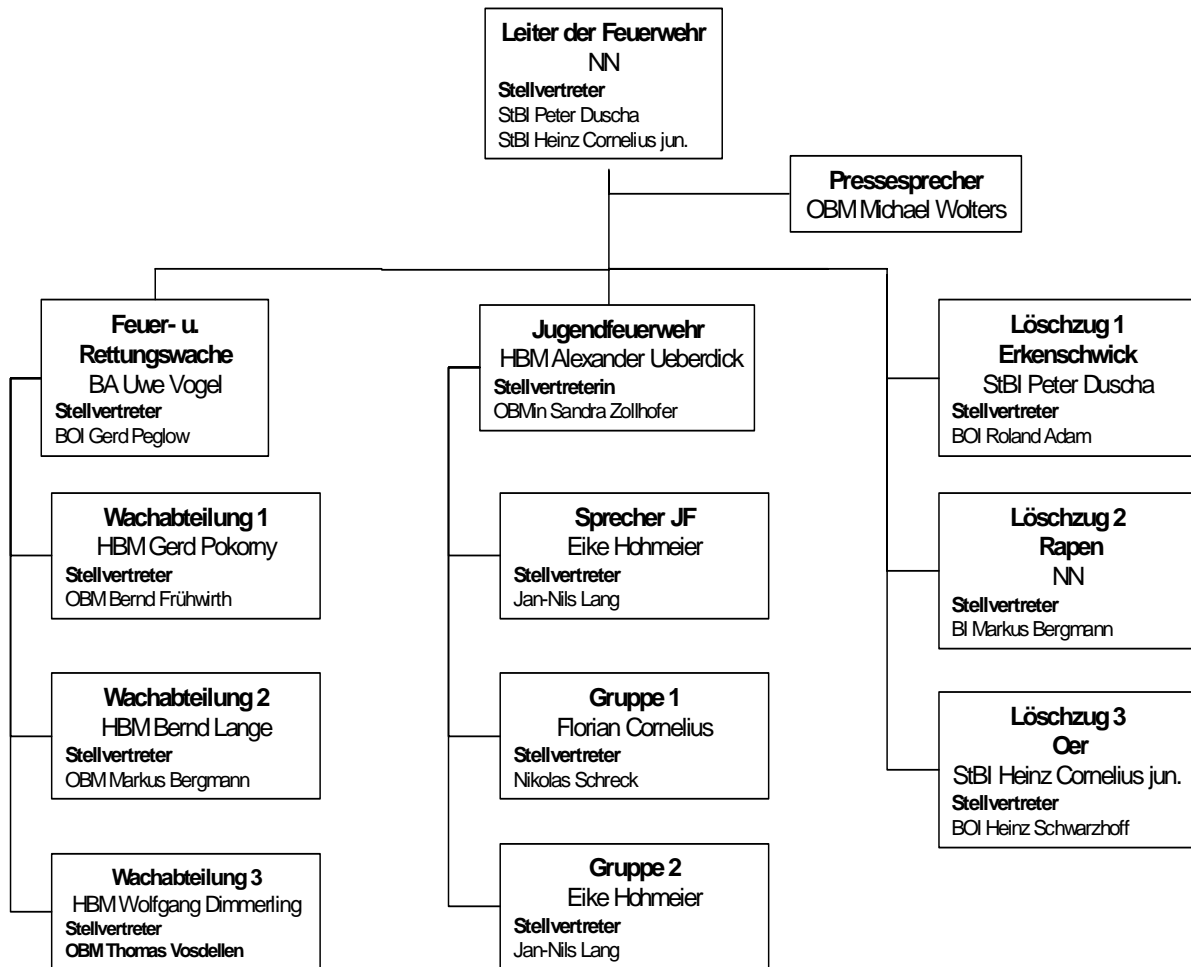 Leiter der Feuerwehr
NN
Stellvertreter
StBI Peter Duscha
StBI Heinz Cornelius jun.
Pressesprecher
OBM Michael Wolters
Feuer- u.
Rettungswache
BA Uwe Vogel
Stellvertreter
BOI Gerd Peglow
Wachabteilung 1
HBM Gerd Pokorny
Stellvertreter
OBM Bernd Frühwirth
Wachabteilung 2
HBM Bernd Lange
Stellvertreter
OBM Markus Bergmann
Wachabteilung 3
HBM Wolfgang Dimmerling
Stellvertreter
OBM Thomas Vosdellen
Jugendfeuerwehr
HBM Alexander Ueberdick
Stellvertreterin
OBMin Sandra Zollhofer
Sprecher JF
Eike Hohmeier
Stellvertreter
Jan-Nils Lang
Gruppe 1
Florian Cornelius
Stellvertreter
Nikolas Schreck
Gruppe 2
Eike Hohmeier
Stellvertreter
Jan-Nils Lang
Löschzug 1
Erkenschwick
StBI Peter Duscha
Stellvertreter
BOI Roland Adam
Löschzug 2
Rapen
NN
Stellvertreter
BI Markus Bergmann
Löschzug 3
Oer
StBI Heinz Cornelius jun.
Stellvertreter
BOI Heinz Schwarzhoff